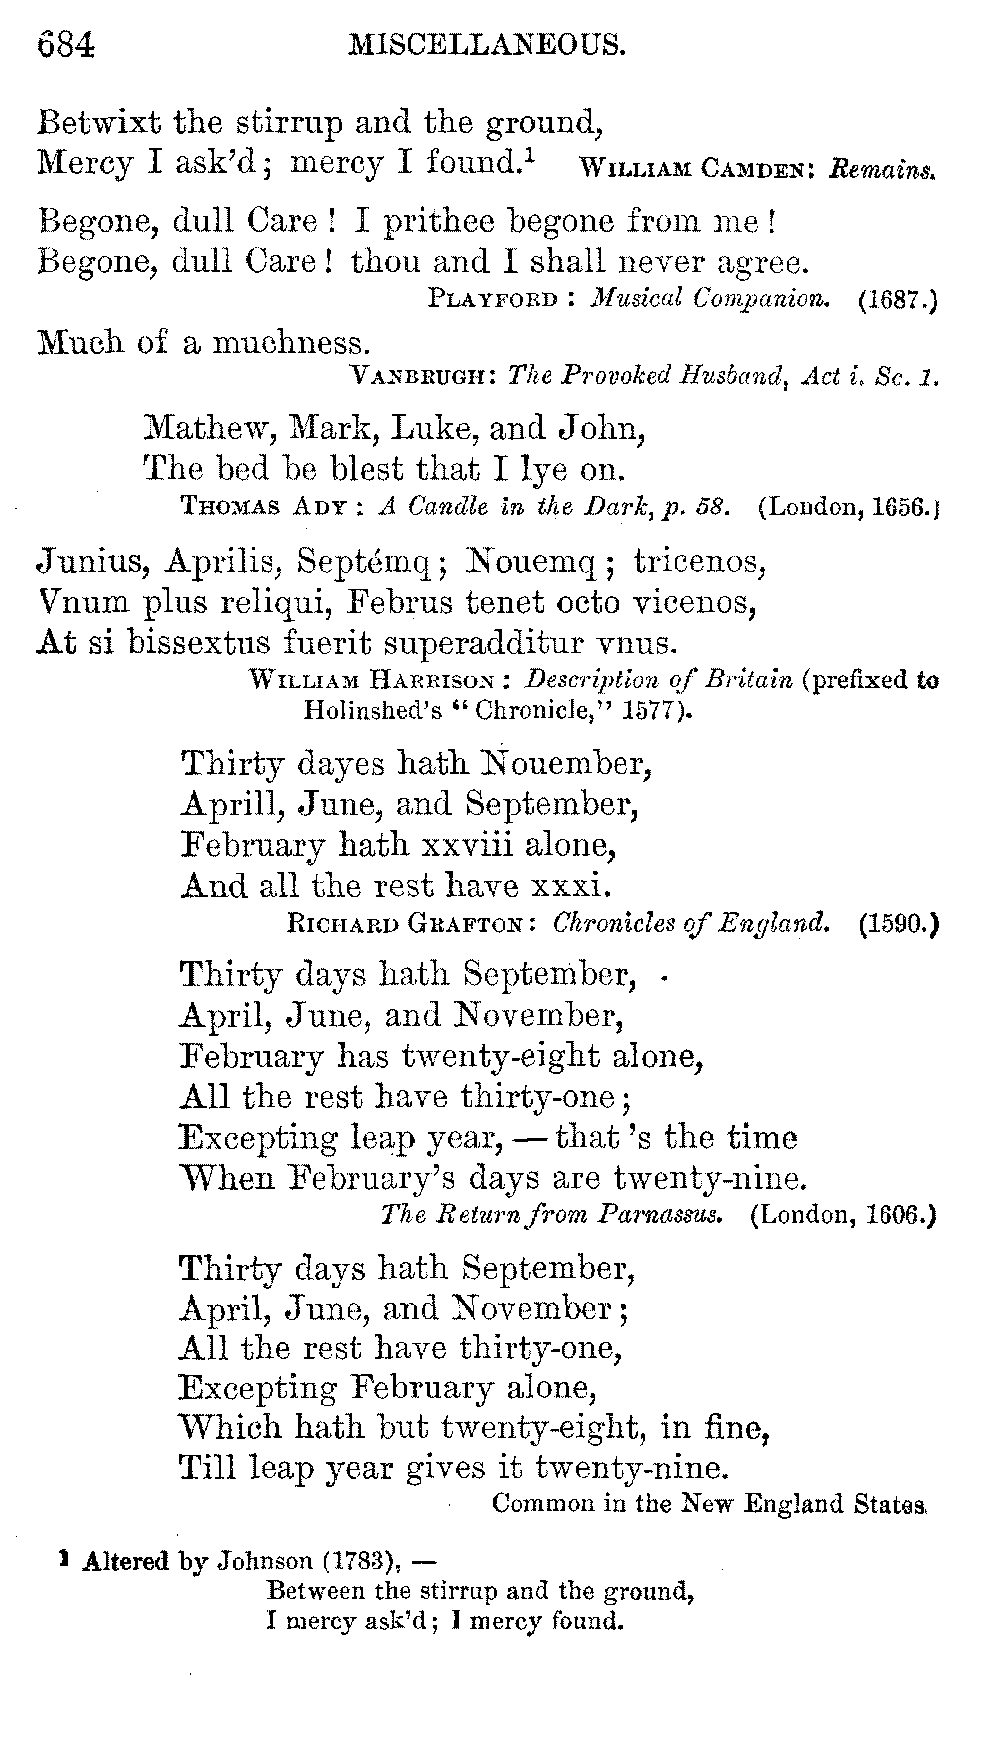 684 MISCELLANEOUS.
Betwixt the stirrup and the ground,
Mercy I ask'd; mercy I found.¹ WILLIAM CAMDEN: Remains.
Begone, dull Care! I prithee begone from me!
Begone, dull Care! thou and I shall never agree.
PLAYFORD: Musical Companion. (1687.)
Much of a muchness.
VANBRUGH: The Provoked Husband, Act i. Sc. 1.
Mathew, Mark, Luke, and John,
The bed be blest that I lye on.
THOMAS ADY: A Candle in the Dark, p. 58. (London, 1656.)
Junius, Aprilis, Septémq; Nouemq; tricenos,
Vnum plus reliqui, Februs tenet octo vicenos,
At si bissextus fuerit superadditur vnus.
WILLIAM HARRISON: Description of Britain (prefixed to
Holinshed's "Chronicle," 1577).
Thirty dayes hath Nouember,
Aprill, June, and September,
February hath xxviii alone,
And all the rest have xxxi.
RICHARD GRAFTON: Chronicles of England. (1590.)
Thirty days hath September,
April, June, and November,
February has twenty-eight alone,
All the rest have thirty-one;
Excepting leap year, — that 's the time
When February's days are twenty-nine.
The Return from Parnassus. (London, 1606.)
Thirty days hath September,
April, June, and November;
All the rest have thirty-one,
Excepting February alone,
Which hath but twenty-eight, in fine,
Till leap year gives it twenty-nine.
Common in the New England States.
1 Altered by Johnson (1783), —
Between the stirrup and the ground,
I mercy ask'd; I mercy found.